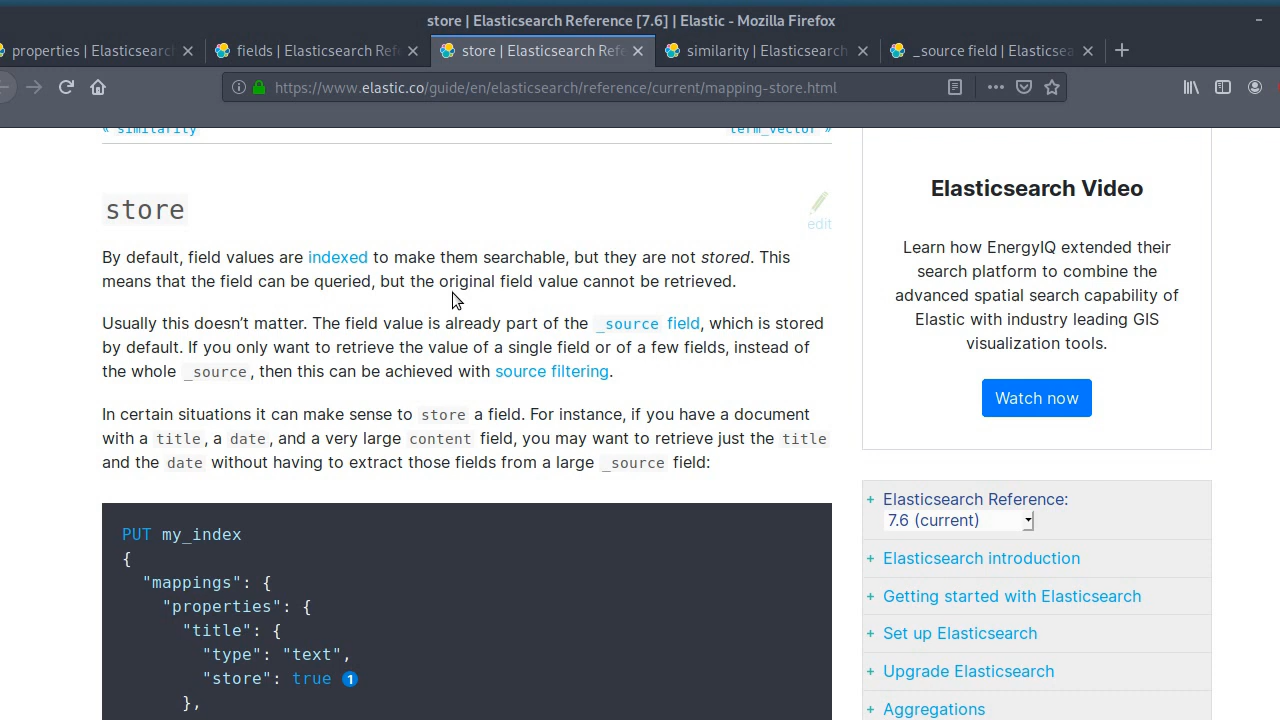 store | Elasticsearch Reference [7.6] | Elastic - Mozilla Firefox
properties | Elasticsearch
fields | Elasticsearch Refe
store | Elasticsearch Refe
similarity | Elasticsearch
_source field | Elasticsea
https://www.elastic.co/guide/en/elasticsearch/reference/current/mapping-store.html
« similarity
term_vector »
store
edit
By default, field values are indexed to make them searchable, but they are not stored. This
means that the field can be queried, but the original field value cannot be retrieved.
Usually this doesn’t matter. The field value is already part of the _source field, which is stored
by default. If you only want to retrieve the value of a single field or of a few fields, instead of
the whole _source, then this can be achieved with source filtering.
In certain situations it can make sense to store a field. For instance, if you have a document
with a title, a date, and a very large content field, you may want to retrieve just the title
and the date without having to extract those fields from a large _source field:
PUT my_index
{
"mappings": {
"properties": {
"title": {
"type": "text",
"store": true 1
},
Elasticsearch Video
Learn how EnergyIQ extended their
search platform to combine the
advanced spatial search capability of
Elastic with industry leading GIS
visualization tools.
Watch now
+ Elasticsearch Reference:
7.6 (current)
+ Elasticsearch introduction
+ Getting started with Elasticsearch
+ Set up Elasticsearch
+ Upgrade Elasticsearch
+ Aggregations